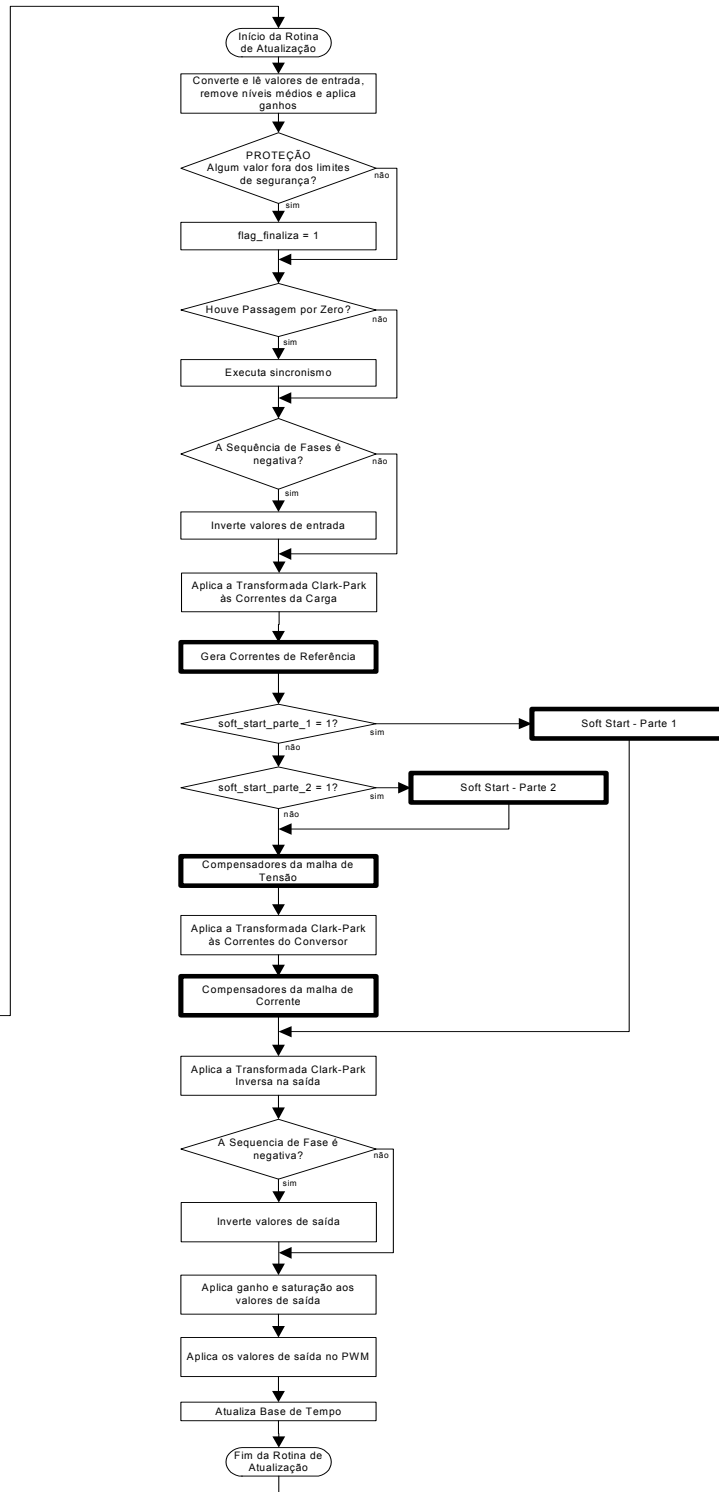 Início da Rotina
de Atualização
Converte e lê valores de entrada,
remove níveis médios e aplica
ganhos
PROTEÇÃO
Algum valor fora dos limites
de segurança?
não
sim
flag_finaliza = 1
Houve Passagem por Zero?
não
sim
Executa sincronismo
A Sequência de Fases é
negativa?
não
sim
Inverte valores de entrada
Aplica a Transformada Clark-Park
às Correntes da Carga
Gera Correntes de Referência
soft_start_parte_1 = 1?
sim
Soft Start - Parte 1
não
soft_start_parte_2 = 1?
sim
Soft Start - Parte 2
não
Compensadores da malha de
Tensão
Aplica a Transformada Clark-Park
às Correntes do Conversor
Compensadores da malha de
Corrente
Aplica a Transformada Clark-Park
Inversa na saída
A Sequencia de Fase é
negativa?
não
sim
Inverte valores de saída
Aplica ganho e saturação aos
valores de saída
Aplica os valores de saída no PWM
Atualiza Base de Tempo
Fim da Rotina de
Atualização